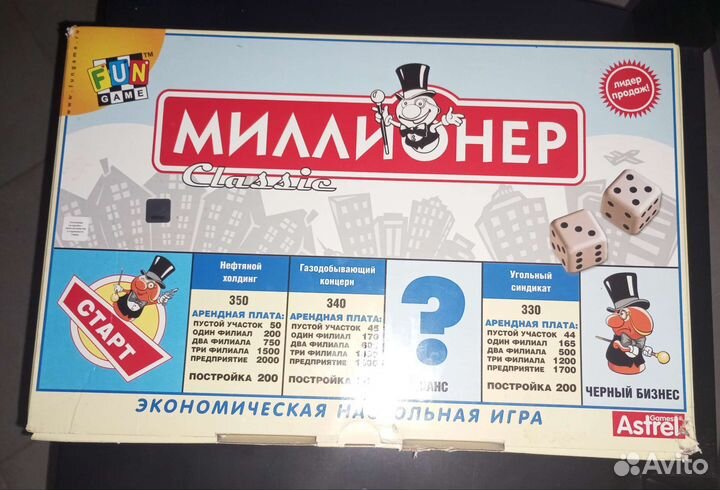 www.fungame.r
FUN
GAME
TM
лидер
продаж!
МИЛЛИОНЕР
Classic
СТАРТ
Нефтяной
холдинг
350
АРЕНДНАЯ ПЛАТА:
ПУСТОЙ УЧАСТОК 50
ОДИН ФИЛИАЛ 200
ДВА ФИЛИАЛА 750
ТРИ ФИЛИАЛА 1500
ПРЕДПРИЯТИЕ 2000
ПОСТРОЙКА 200
Газодобывающий
концерн
340
АРЕНДНАЯ ПЛАТА:
ПУСТОЙ УЧАСТОК 45
ОДИН ФИЛИАЛ 170
ДВА ФИЛИАЛА
ТРИ ФИЛИАЛА
ПРЕДПРИЯТИЕ
ПОСТРОЙКА
?
АНС
Угольный
синдикат
330
АРЕНДНАЯ ПЛАТА:
ПУСТОЙ УЧАСТОК 44
ОДИН ФИЛИАЛ 165
ДВА ФИЛИАЛА 500
ТРИ ФИЛИАЛА 1200
ПРЕДПРИЯТИЕ 1700
ПОСТРОЙКА 200
ЧЕРНЫЙ БИЗНЕС
ЭКОНОМИЧЕСКАЯ НАСТОЛЬНАЯ ИГРА
Games
Astrel
Avito